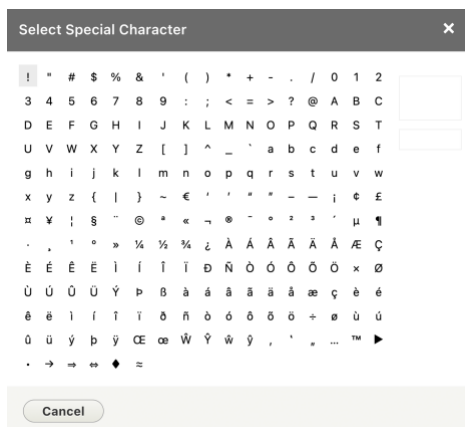 Select Special Character ×
! " # $ % & ' ( ) * + - . / 0 1 2
3 4 5 6 7 8 9 : ; < = > ? @ A B C
D E F G H I J K L M N O P Q R S T
U V W X Y Z [ ] ^ _ ` a b c d e f
g h i j k l m n o p q r s t u v w
x y z { | } ~ € ‘ ’ “ ” – — ¡ ¢ £
¤ ¥ ¦ § ¨ © ª « ¬ ® ¯ ° ² ³ ´ µ ¶
· ¸ ¹ º » ¼ ½ ¾ ¿ À Á Â Ã Ä Å Æ Ç
È É Ê Ë Ì Í Î Ï Ð Ñ Ò Ó Ô Õ Ö × Ø
Ù Ú Û Ü Ý Þ ß à á â ã ä å æ ç è é
ê ë ì í î ï ð ñ ò ó ô õ ö ÷ ø ù ú
û ü ý þ ÿ Œ œ Ŵ Ŷ ŵ ŷ ‚ ‛ „ … ™ ►
• → ⇒ ⇔ ♦ ≈
Cancel